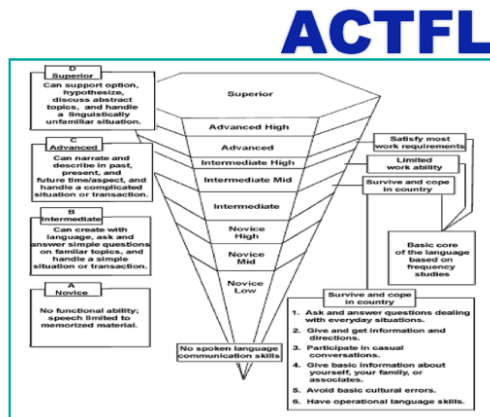 ACTFL
D
Superior
Can support option,
hypothesize,
discuss abstract
topics, and handle
a linguistically
unfamiliar situation.
C
Advanced
Can narrate and
describe in past,
present, and
future time/aspect, and
handle a complicated
situation or transaction.
B
Intermediate
Can create with
language, ask and
answer simple questions
on familar topics, and
handle a simple
situation or transaction.
A
Novice
No functional ability;
speech limited to
memorized material.
Superior
Advanced High
Advanced
Intermediate High
Intermediate Mid
Intermediate
Novice
High
Novice
Mid
Novice
Low
No spoken language
communication skills
Satisfy most
work requirements
Limited
work ability
Survive and cope
in country
Basic core
of the language
based on
frequency
studies
Survive and cope
in country
1. Ask and answer questions dealing
with everyday situations.
2. Give and get information and
directions.
3. Participate in casual
conversations.
4. Give basic information about
yourself, your family, or
associates.
5. Avoid basic cultural errors.
6. Have operational language skills.